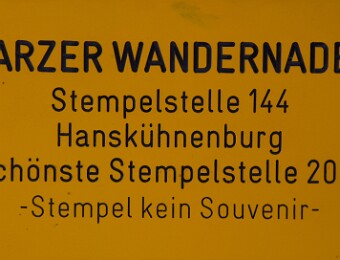 ARZER WANDERNADE
Stempelstelle 144
Hanskühnenburg
chönste Stempelstelle 20
-Stempel kein Souvenir-